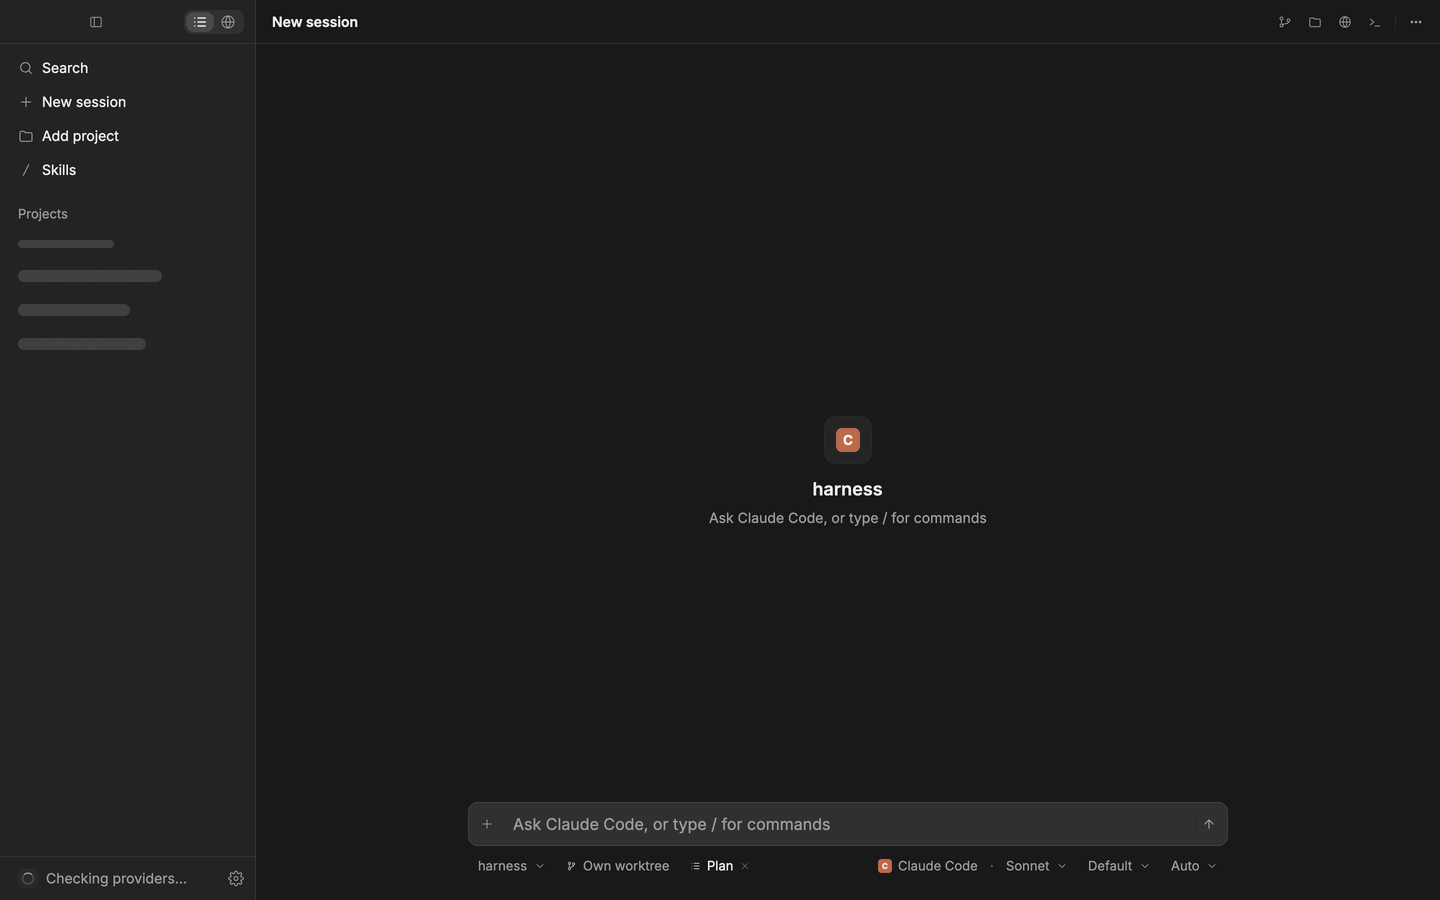 New session
Search
New session
Add project
Skills
Projects
C
harness
Ask Claude Code, or type / for commands
Ask Claude Code, or type / for commands
harness Own worktree Plan C Claude Code · Sonnet Default Auto
Checking providers...